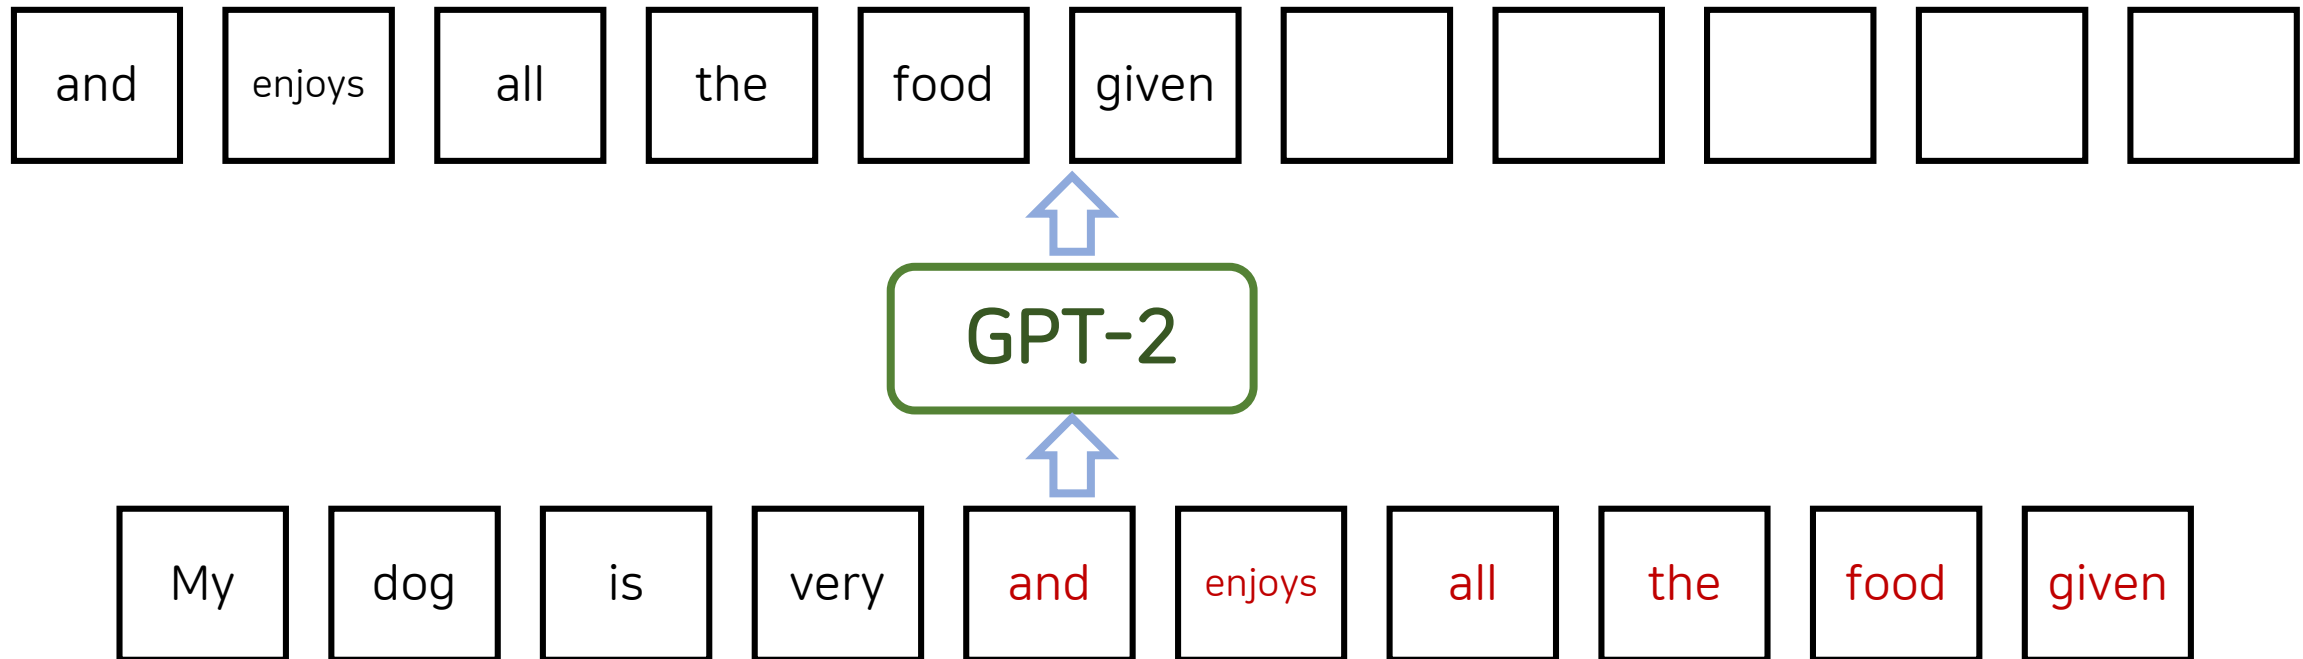 and enjoys all the food given
GPT-2
My dog is very and enjoys all the food given